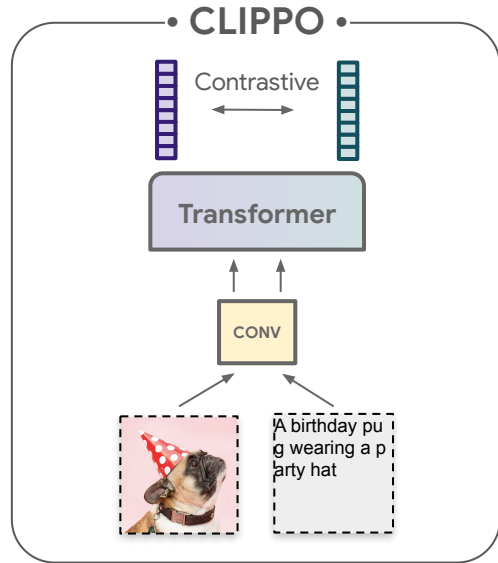 • CLIPPO •
Contrastive
Transformer
CONV
A birthday pu
g wearing a p
arty hat